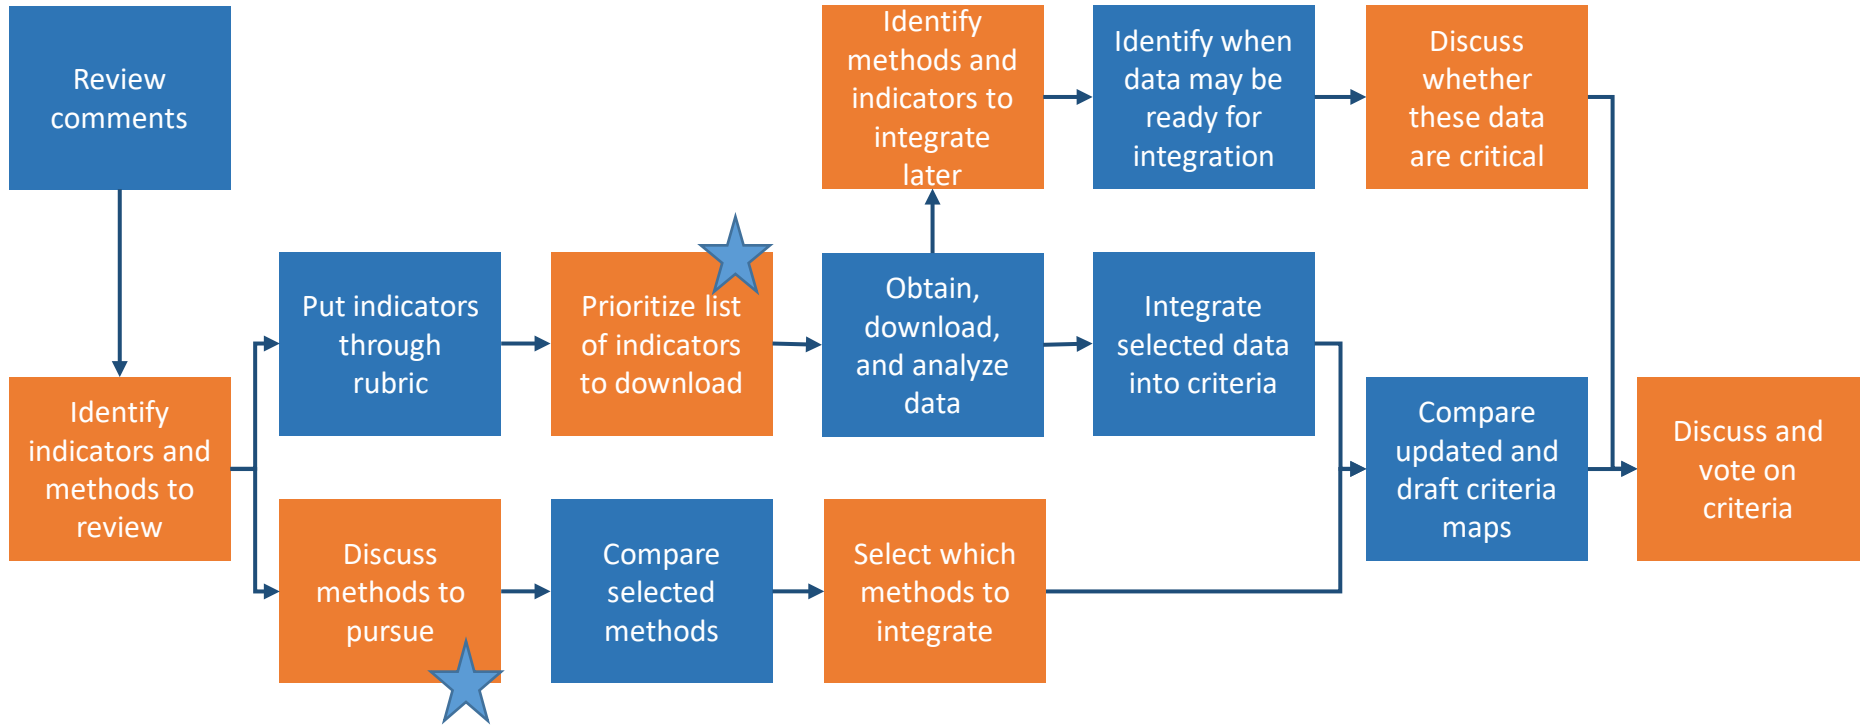 Review
comments
Identify
indicators and
methods to
review
Put indicators
through
rubric
Prioritize list
of indicators
to download
Obtain,
download,
and analyze
data
Identify
methods and
indicators to
integrate
later
Identify when
data may be
ready for
integration
Discuss
whether
these data
are critical
Integrate
selected data
into criteria
Discuss
methods to
pursue
Compare
selected
methods
Select which
methods to
integrate
Compare
updated and
draft criteria
maps
Discuss and
vote on
criteria